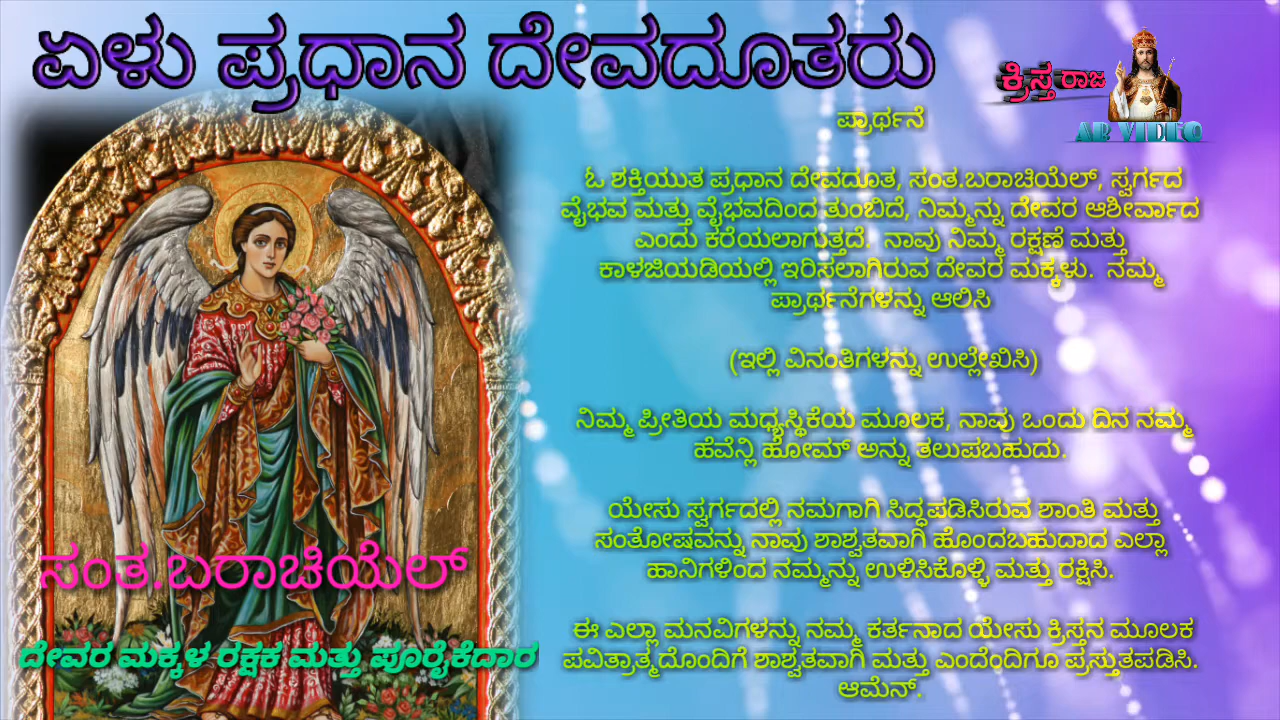 ಏಳು ಪ್ರಧಾನ ದೇವದೂತರು
ಕ್ರಿಸ್ತ ರಾಜ
AB VIDEO
ಪ್ರಾರ್ಥನೆ
ಓ ಶಕ್ತಿಯುತ ಪ್ರಧಾನ ದೇವದೂತ, ಸಂತ.ಬರಾಚಿಯೆಲ್, ಸ್ವರ್ಗದ
ವೈಭವ ಮತ್ತು ವೈಭವದಿಂದ ತುಂಬಿದೆ, ನಿಮ್ಮನ್ನು ದೇವರ ಆಶೀರ್ವಾದ
ಎಂದು ಕರೆಯಲಾಗುತ್ತದೆ. ನಾವು ನಿಮ್ಮ ರಕ್ಷಣೆ ಮತ್ತು
ಕಾಳಜಿಯಡಿಯಲ್ಲಿ ಇರಿಸಲಾಗಿರುವ ದೇವರ ಮಕ್ಕಳು. ನಮ್ಮ
ಪ್ರಾರ್ಥನೆಗಳನ್ನು ಆಲಿಸಿ
(ಇಲ್ಲಿ ವಿನಂತಿಗಳನ್ನು ಉಲ್ಲೇಖಿಸಿ)
ನಿಮ್ಮ ಪ್ರೀತಿಯ ಮಧ್ಯಸ್ಥಿಕೆಯ ಮೂಲಕ, ನಾವು ಒಂದು ದಿನ ನಮ್ಮ
ಹೆವೆನ್ಲಿ ಹೋಮ್ ಅನ್ನು ತಲುಪಬಹುದು.
ಯೇಸು ಸ್ವರ್ಗದಲ್ಲಿ ನಮಗಾಗಿ ಸಿದ್ಧಪಡಿಸಿರುವ ಶಾಂತಿ ಮತ್ತು
ಸಂತೋಷವನ್ನು ನಾವು ಶಾಶ್ವತವಾಗಿ ಹೊಂದಬಹುದಾದ ಎಲ್ಲಾ
ಹಾನಿಗಳಿಂದ ನಮ್ಮನ್ನು ಉಳಿಸಿಕೊಳ್ಳಿ ಮತ್ತು ರಕ್ಷಿಸಿ.
ಈ ಎಲ್ಲಾ ಮನವಿಗಳನ್ನು ನಮ್ಮ ಕರ್ತನಾದ ಯೇಸು ಕ್ರಿಸ್ತನ ಮೂಲಕ
ಪವಿತ್ರಾತ್ಮದೊಂದಿಗೆ ಶಾಶ್ವತವಾಗಿ ಮತ್ತು ಎಂದೆಂದಿಗೂ ಪ್ರಸ್ತುತಪಡಿಸಿ.
ಆಮೆನ್.
ಸಂತ.ಬರಾಚಿಯೆಲ್
ದೇವರ ಮಕ್ಕಳ ರಕ್ಷಕ ಮತ್ತು ಪೂರೈಕೆದಾರ